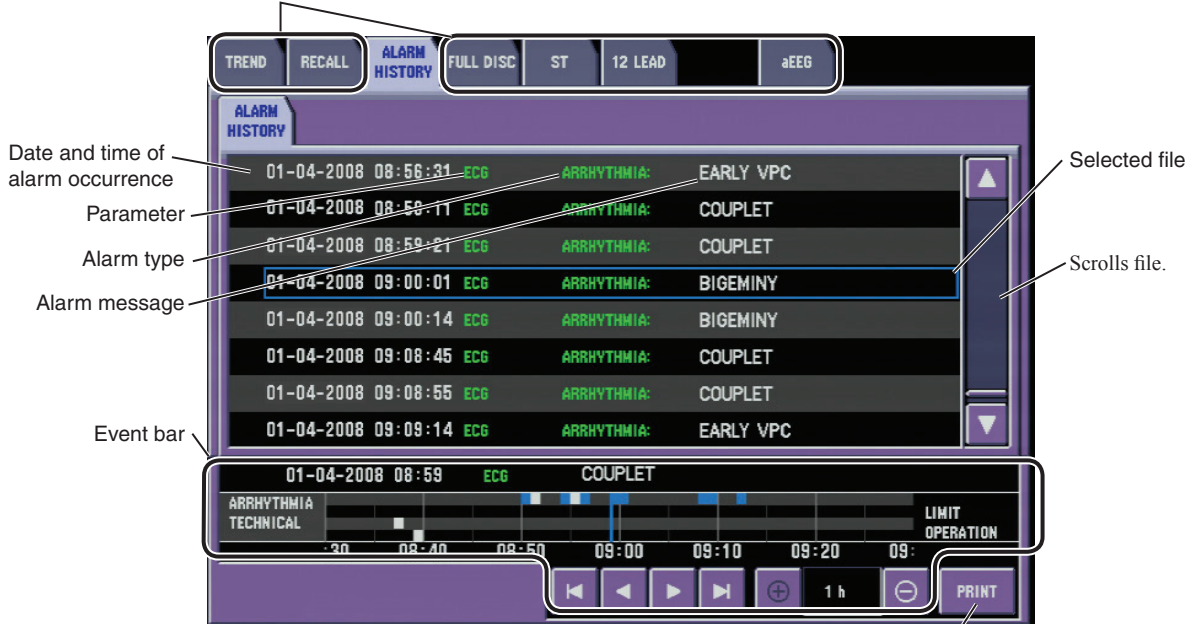 TREND RECALL ALARM HISTORY FULL DISC ST 12 LEAD aEEG
ALARM HISTORY
Date and time of alarm occurrence
Parameter
Alarm type
Alarm message
Event bar
Selected file
Scrolls file.
01-04-2008 08:56:31 ECG ARRHYTHMIA: EARLY VPC
01-04-2008 08:58:11 ECG ARRHYTHMIA: COUPLET
01-04-2008 08:59:21 ECG ARRHYTHMIA: COUPLET
01-04-2008 09:00:01 ECG ARRHYTHMIA: BIGEMINY
01-04-2008 09:00:14 ECG ARRHYTHMIA: BIGEMINY
01-04-2008 09:08:45 ECG ARRHYTHMIA: COUPLET
01-04-2008 09:08:55 ECG ARRHYTHMIA: COUPLET
01-04-2008 09:09:14 ECG ARRHYTHMIA: EARLY VPC
01-04-2008 08:59 ECG COUPLET
ARRHYTHMIA
TECHNICAL
LIMIT
OPERATION
:30 08:40 08:50 09:00 09:10 09:20 09:
1 h PRINT